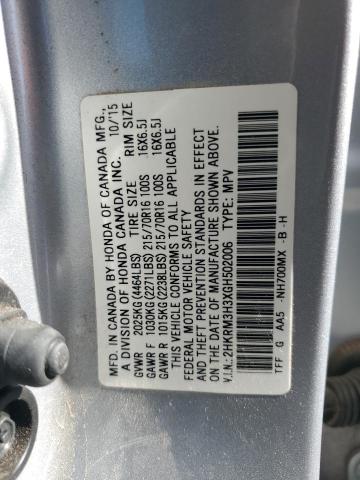 MFD. IN CANADA BY HONDA OF CANADA MFG.,
A DIVISION OF HONDA CANADA INC. 10/'15
TIRE SIZE RIM SIZE
GVWR 2025KG (4464LBS)
GAWR F 1030KG (2271LBS) 215/70R16 100S 16X6.5J
GAWR R 1015KG (2238LBS) 215/70R16 100S 16X6.5J
THIS VEHICLE CONFORMS TO ALL APPLICABLE
FEDERAL MOTOR VEHICLE SAFETY
AND THEFT PREVENTION STANDARDS IN EFFECT
ON THE DATE OF MANUFACTURE SHOWN ABOVE.
V.I.N.: 2HKRM3H3XGH502006 TYPE: MPV
TFF G AA5 -NH700MX -B -H